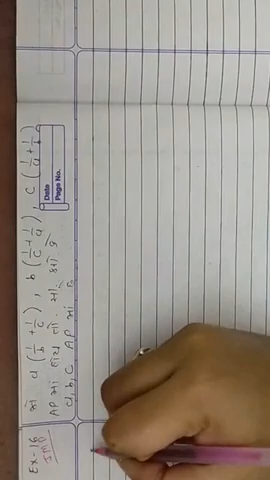 Ex-16 જો a(1/b + 1/c), b(1/c + 1/a), c(1/a + 1/b)
IMP AP માં હોય તો સા. કરો કે
a, b, c AP માં છે
Date
Page No.